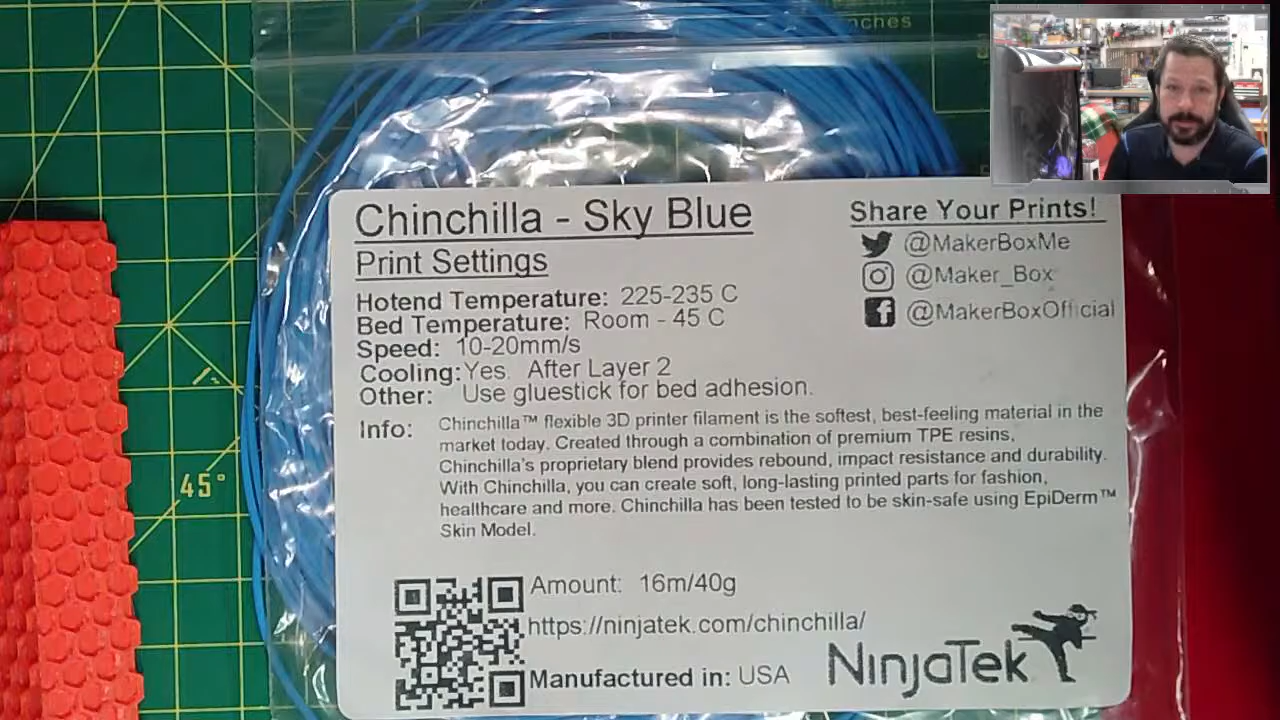 nches
Chinchilla - Sky Blue
Print Settings
Hotend Temperature: 225-235 C
Bed Temperature: Room - 45 C
Speed: 10-20mm/s
Cooling: Yes. After Layer 2
Other: Use gluestick for bed adhesion.
Info: Chinchilla™ flexible 3D printer filament is the softest, best-feeling material in the
market today. Created through a combination of premium TPE resins,
Chinchilla's proprietary blend provides rebound, impact resistance and durability.
With Chinchilla, you can create soft, long-lasting printed parts for fashion,
healthcare and more. Chinchilla has been tested to be skin-safe using EpiDerm™
Skin Model.
Share Your Prints!
@MakerBoxMe
@Maker_Box
@MakerBoxOfficial
45°
Amount: 16m/40g
https://ninjatek.com/chinchilla/
Manufactured in: USA
NINJATEK